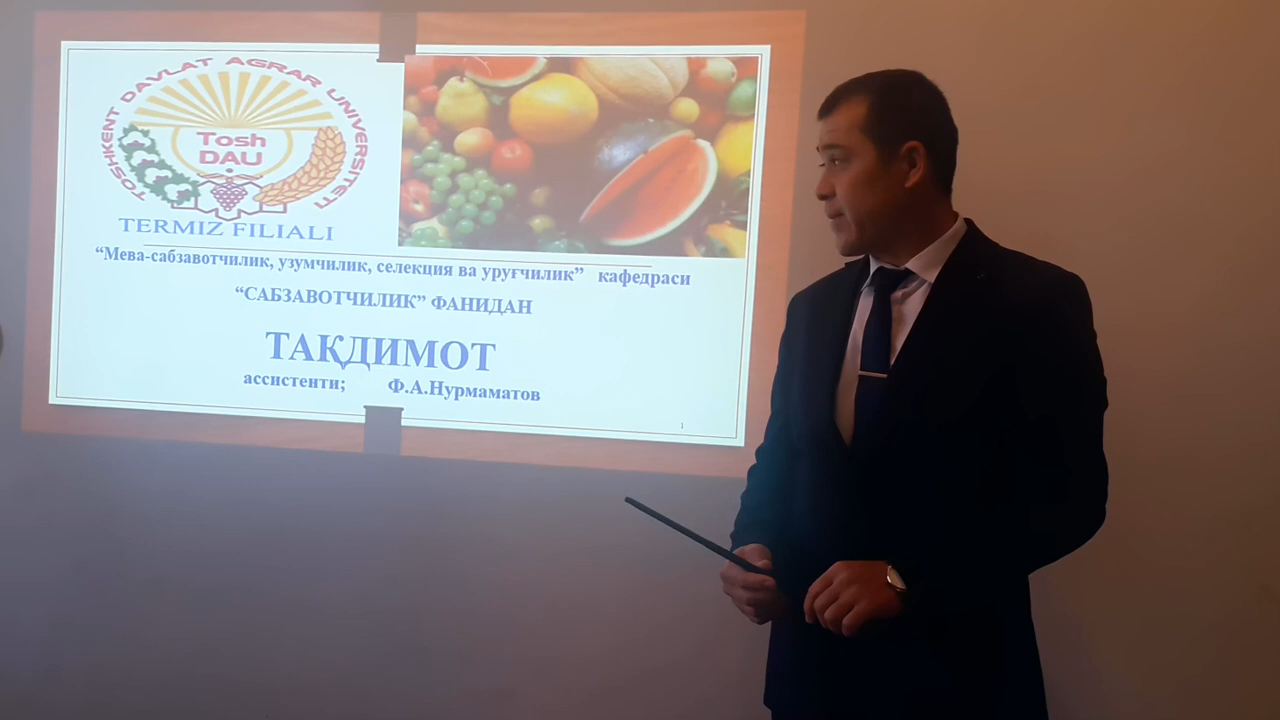 TOSHKENT DAVLAT AGRAR UNIVERSITETI
Tosh
DAU
TERMIZ FILIALI
“Мева-сабзавотчилик, узумчилик, селекция ва уруғчилик” кафедраси
“САБЗАВОТЧИЛИК” ФАНИДАН
ТАҚДИМОТ
ассистенти; Ф.А.Нурмаматов
1